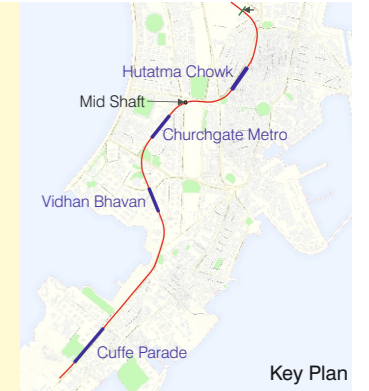 Hutatma Chowk
Mid Shaft
Churchgate Metro
Vidhan Bhavan
Cuffe Parade
Key Plan